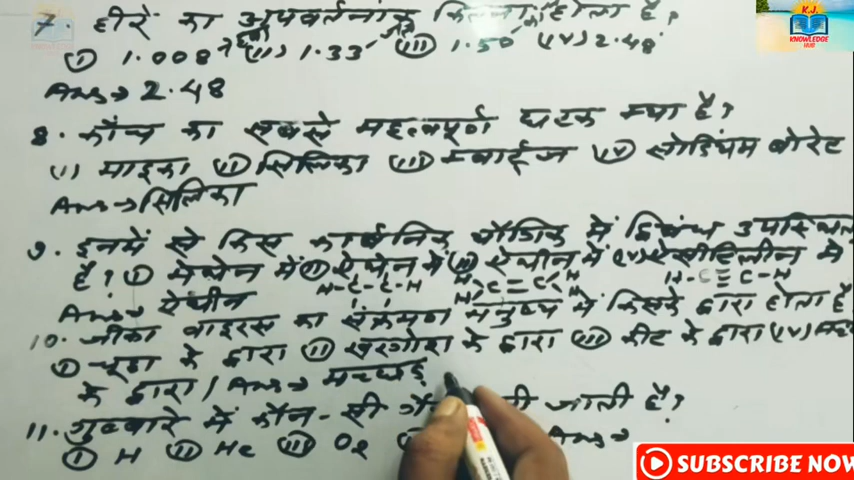 7 हीरे का अपवर्तनांक कितना होता है?
(i) 1.008 (ii) 1.33 (iii) 1.50 (iv) 2.48
Ans → 2.48
8. काँच का सबसे महत्वपूर्ण घटक क्या है?
(i) माइका (ii) सिलिका (iii) क्वार्ट्ज (iv) सोडियम बोरेट
Ans → सिलिका
9. इनमें से किस कार्बनिक यौगिक में द्विबंध उपस्थित
है? (i) मेथेन में (ii) ऐथेन में (iii) ऐथीन में (iv) ऐसीटिलीन में
H-C-C-H H H C=C H H H-C≡C-H
Ans: ऐथीन
10. जीका वाइरस का संक्रमण मनुष्य में किसके द्वारा होता है
(i) चूहा के द्वारा (ii) खरगोश के द्वारा (iii) कीट के द्वारा (iv)
के द्वारा / Ans → मच्छड़
11. गुब्बारे में कौन-सी जाती है?
(i) H (ii) He (iii) O2 Ans →
K.J.
KNOWLEDGE
HUB
SUBSCRIBE NOW